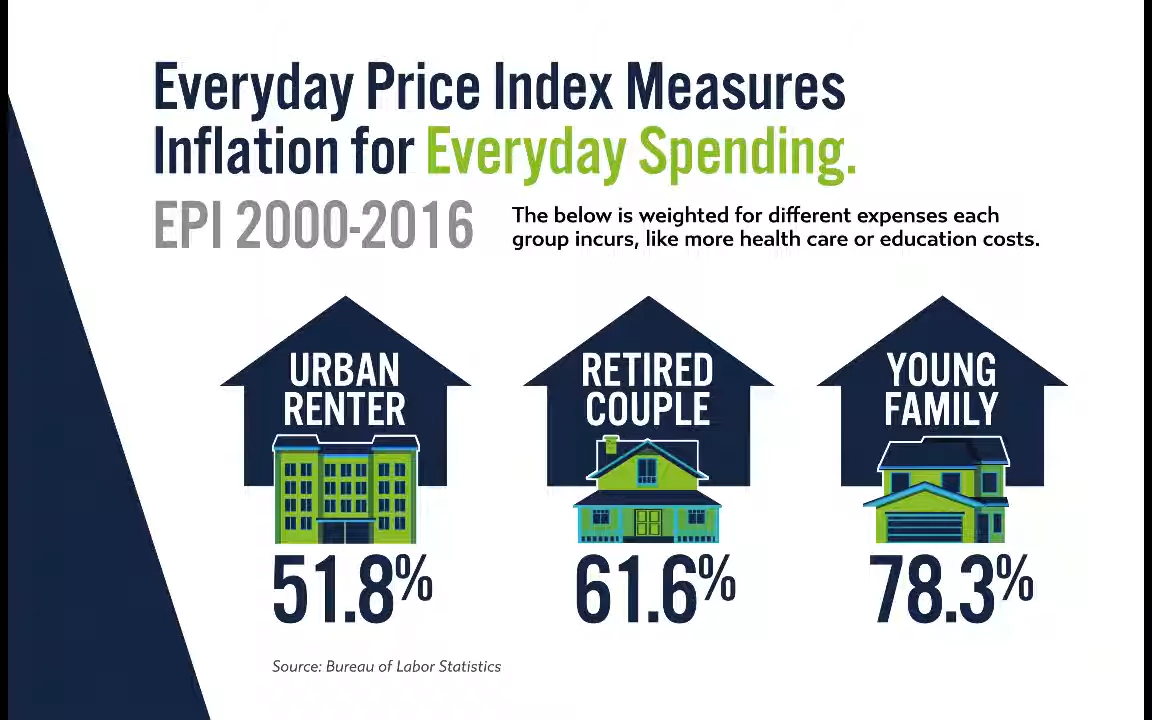 Everyday Price Index Measures
Inflation for Everyday Spending.
EPI 2000-2016
The below is weighted for different expenses each
group incurs, like more health care or education costs.
URBAN
RENTER
RETIRED
COUPLE
YOUNG
FAMILY
51.8%
61.6%
78.3%
Source: Bureau of Labor Statistics